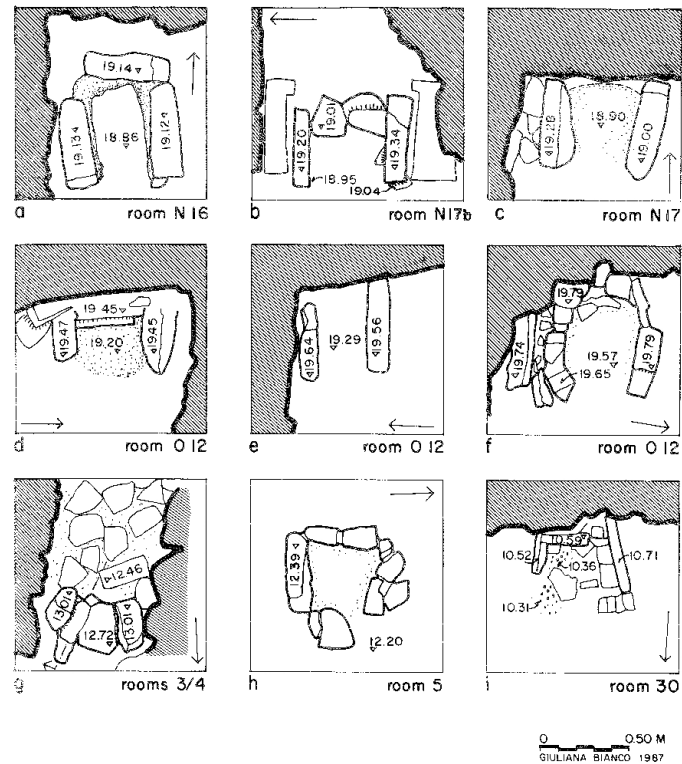 19.14
19.13
18.86
19.12
a
room N16
19.01
19.20
19.34
18.95
19.04
b
room N17b
18.90
19.28
19.00
c
room N17
19.45
19.47
19.45
19.20
d
room O 12
19.29
19.56
19.64
e
room O 12
19.79
19.74
19.57
19.79
19.65
f
room O 12
12.46
13.01
13.01
12.72
rooms 3/4
12.39
12.20
h
room 5
10.59
10.52
10.36
10.71
10.31
i
room 30
0 0.50 M
GIULIANA BIANCO 1987